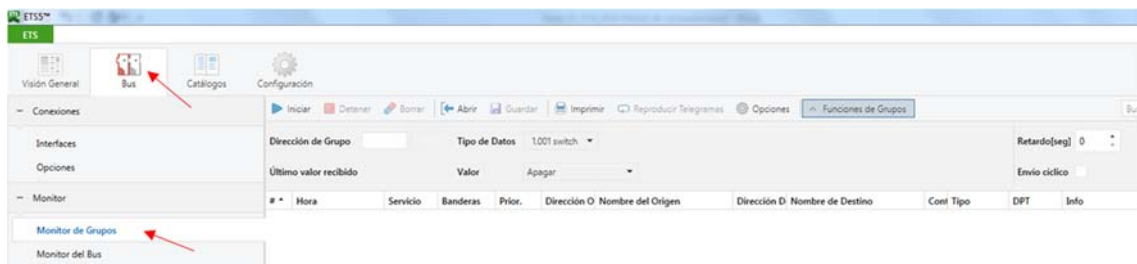 ETS5™
ETS
Visión General Bus Catálogos Configuración
Conexiones
Iniciar Detener Borrar Abrir Guardar Imprimir Reproducir Telegramas Opciones Funciones de Grupos Bu
Interfaces
Dirección de Grupo Tipo de Datos 1.001 switch Retardo[seg] 0
Opciones
Último valor recibido Valor Apagar Envío cíclico
Monitor
# Hora Servicio Banderas Prior. Dirección O Nombre del Origen Dirección D Nombre de Destino Cont Tipo DPT Info
Monitor de Grupos
Monitor del Bus